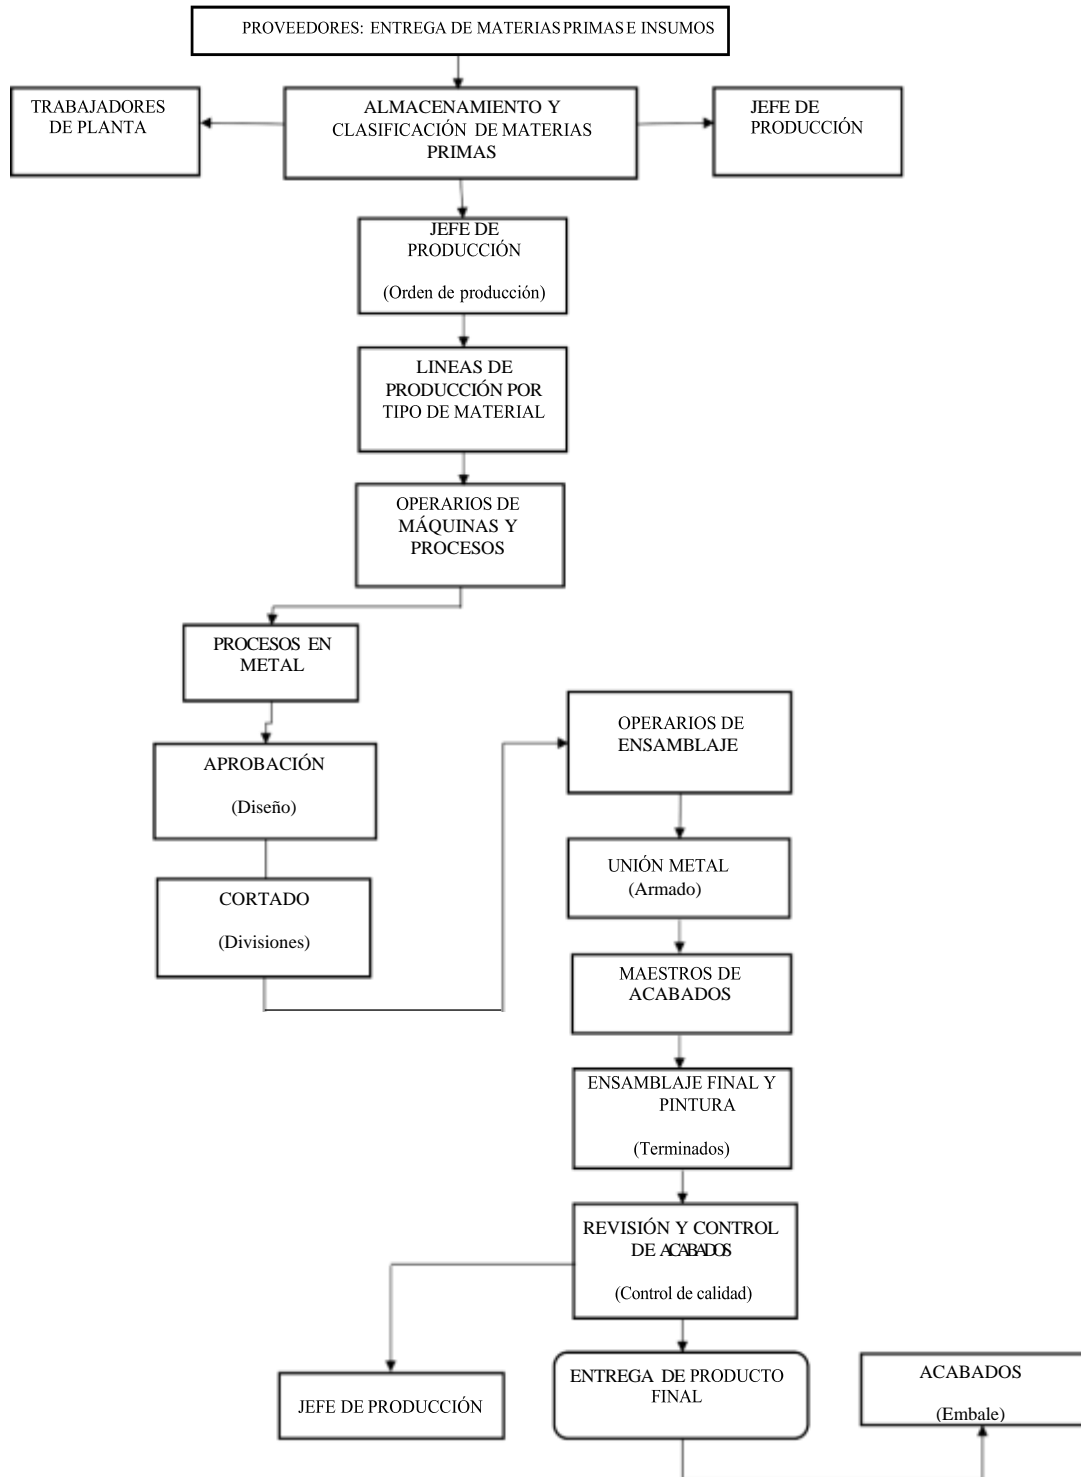 PROVEEDORES: ENTREGA DE MATERIAS PRIMAS E INSUMOS
TRABAJADORES
DE PLANTA
ALMACENAMIENTO Y
CLASIFICACIÓN DE MATERIAS
PRIMAS
JEFE DE
PRODUCCIÓN
JEFE DE
PRODUCCIÓN
(Orden de producción)
LINEAS DE
PRODUCCIÓN POR
TIPO DE MATERIAL
OPERARIOS DE
MÁQUINAS Y
PROCESOS
PROCESOS EN
METAL
APROBACIÓN
(Diseño)
CORTADO
(Divisiones)
OPERARIOS DE
ENSAMBLAJE
UNIÓN METAL
(Armado)
MAESTROS DE
ACABADOS
ENSAMBLAJE FINAL Y
PINTURA
(Terminados)
REVISIÓN Y CONTROL
DE ACABADOS
(Control de calidad)
JEFE DE PRODUCCIÓN
ENTREGA DE PRODUCTO
FINAL
ACABADOS
(Embale)